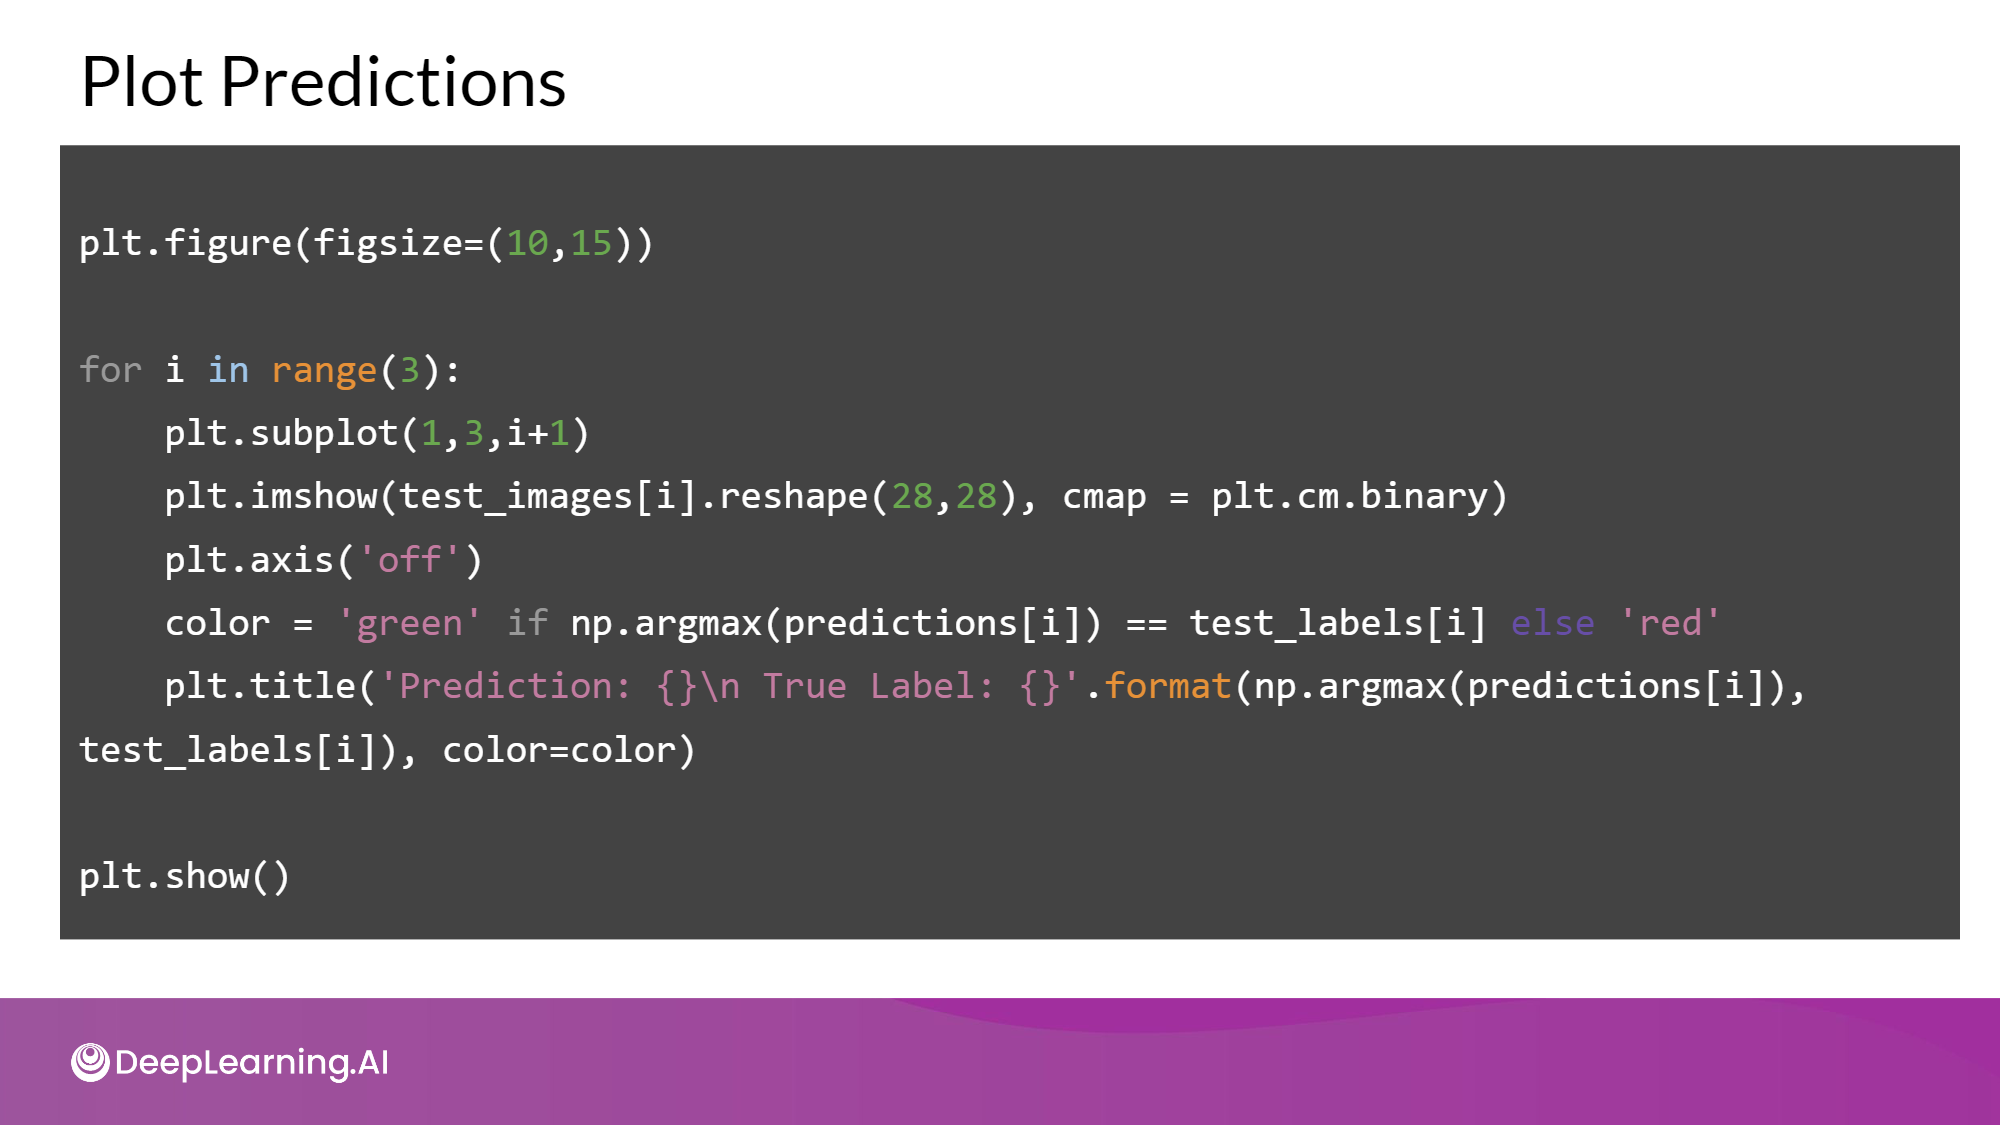 Plot Predictions
plt.figure(figsize=(10,15))
for i in range(3):
    plt.subplot(1,3,i+1)
    plt.imshow(test_images[i].reshape(28,28), cmap = plt.cm.binary)
    plt.axis('off')
    color = 'green' if np.argmax(predictions[i]) == test_labels[i] else 'red'
    plt.title('Prediction: {}\n True Label: {}'.format(np.argmax(predictions[i]),
test_labels[i]), color=color)
plt.show()
DeepLearning.AI